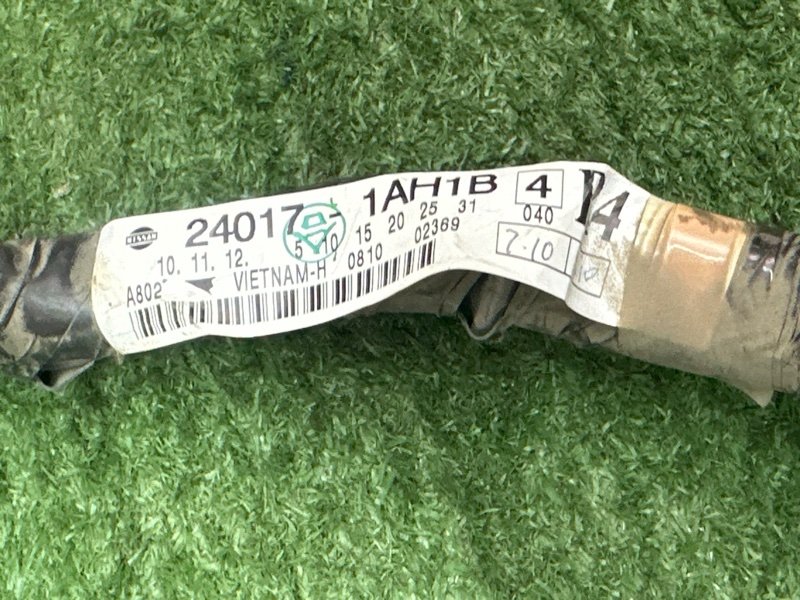 NISSAN 24017-1AH1B 4
040
P4
10. 11. 12. 5 10 15 20 25 31
7.10
A802 VIETNAM-H 0810 02369